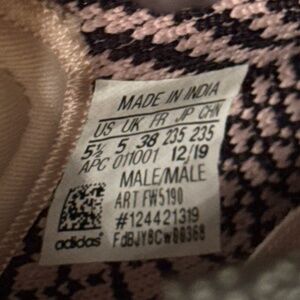 MADE IN INDIA
US UK FR JP CHN
5½ 5 38 235 235
APC 011001 12/19
MALE/MALE
ART FW5190
#124421319
adidas